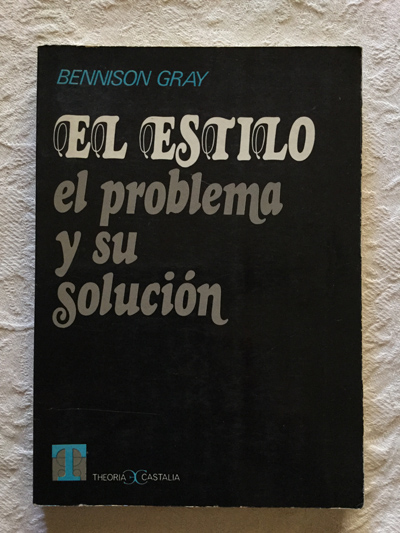 BENNISON GRAY
EL ESTILO
el problema
y su
solución
T THEORIA CASTALIA